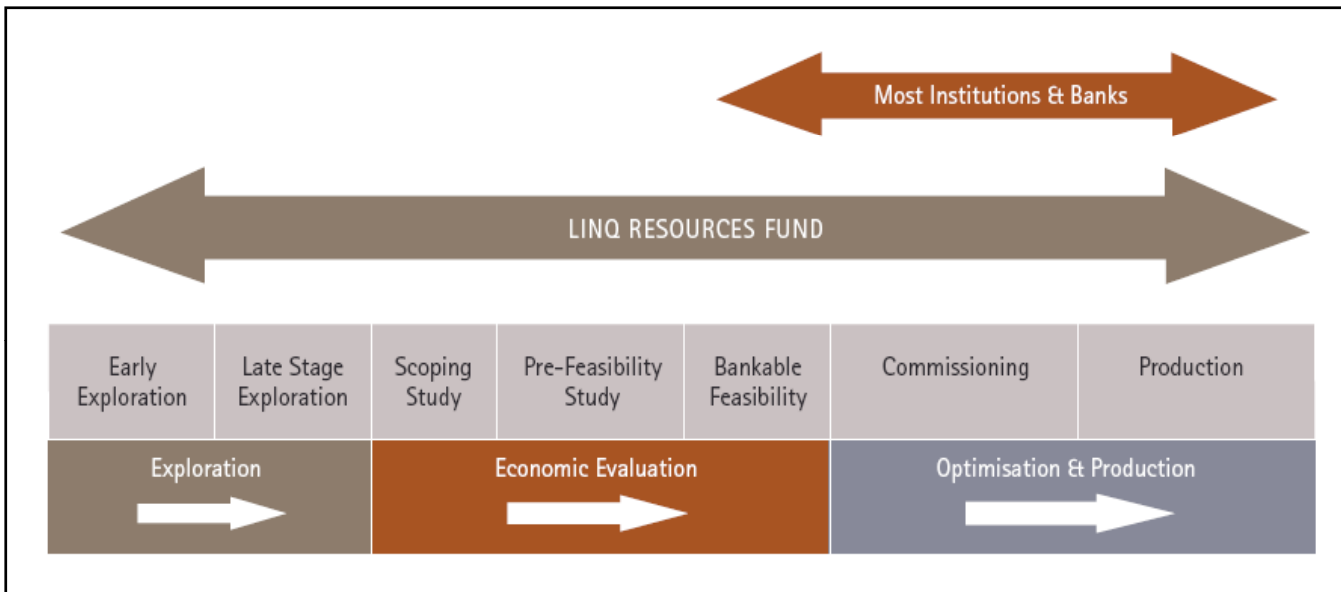 Most Institutions & Banks
LINQ RESOURCES FUND
Early
Exploration
Late Stage
Exploration
Scoping
Study
Pre-Feasibility
Study
Bankable
Feasibility
Commissioning
Production
Exploration
Economic Evaluation
Optimisation & Production